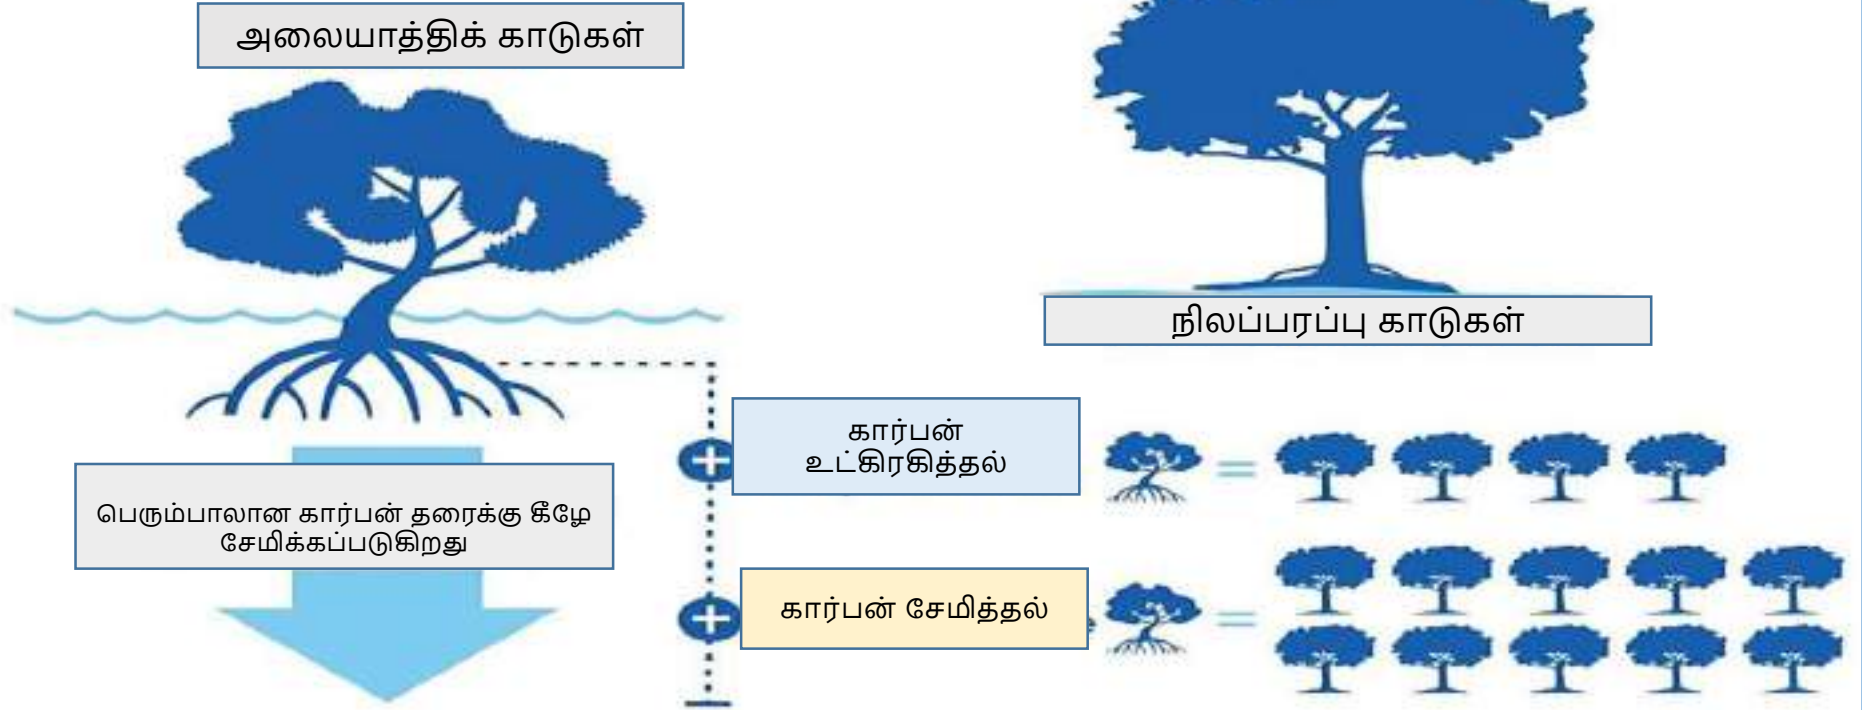 அலையாத்திக் காடுகள்
நிலப்பரப்பு காடுகள்
கார்பன்
உட்கிரகித்தல்
பெரும்பாலான கார்பன் தரைக்கு கீழே
சேமிக்கப்படுகிறது
கார்பன் சேமித்தல்